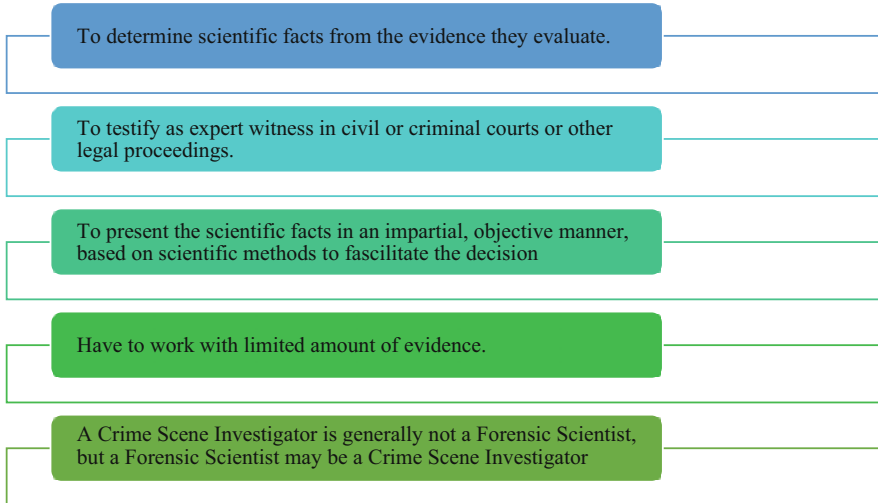 To determine scientific facts from the evidence they evaluate.
To testify as expert witness in civil or criminal courts or other
legal proceedings.
To present the scientific facts in an impartial, objective manner,
based on scientific methods to fascilitate the decision
Have to work with limited amount of evidence.
A Crime Scene Investigator is generally not a Forensic Scientist,
but a Forensic Scientist may be a Crime Scene Investigator